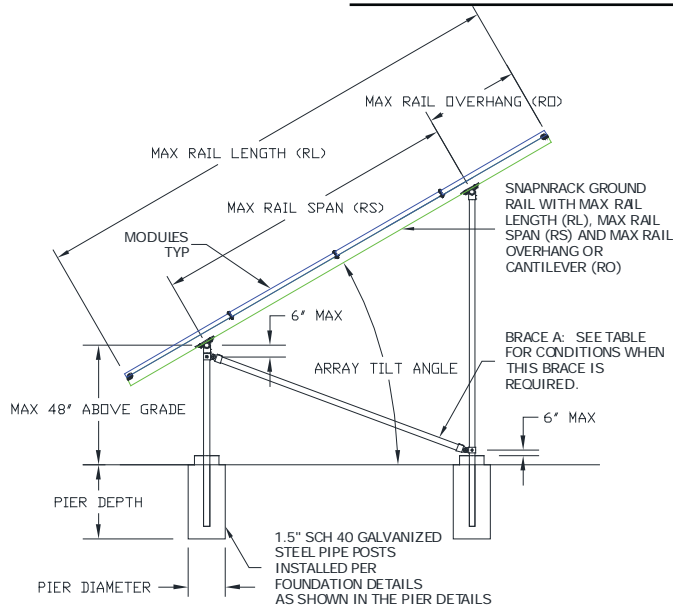 MAX RAIL OVERHANG (RO)
MAX RAIL LENGTH (RL)
MAX RAIL SPAN (RS)
MODULES
TYP
SNAPNRACK GROUND
RAIL WITH MAX RAIL
LENGTH (RL), MAX RAIL
SPAN (RS) AND MAX RAIL
OVERHANG OR
CANTILEVER (RO)
6" MAX
ARRAY TILT ANGLE
BRACE A: SEE TABLE
FOR CONDITIONS WHEN
THIS BRACE IS
REQUIRED.
MAX 48" ABOVE GRADE
6" MAX
PIER DEPTH
1.5" SCH 40 GALVANIZED
STEEL PIPE POSTS
INSTALLED PER
FOUNDATION DETAILS
AS SHOWN IN THE PIER DETAILS
PIER DIAMETER